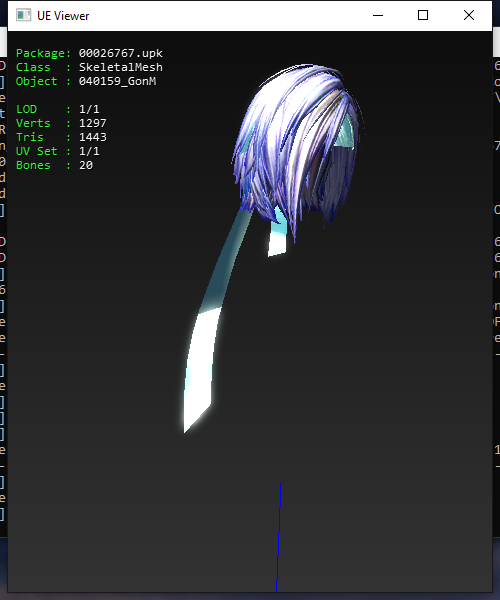 UE Viewer
Package: 00026767.upk
Class  : SkeletalMesh
Object : 040159_GonM
LOD    : 1/1
Verts  : 1297
Tris   : 1443
UV Set : 1/1
Bones  : 20